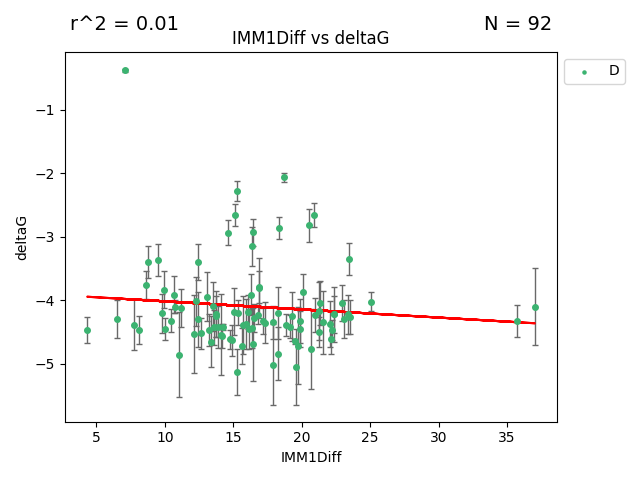 r^2 = 0.01
N = 92
IMM1Diff vs deltaG
D
−1
−2
−3
−4
−5
deltaG
5 10 15 20 25 30 35
IMM1Diff